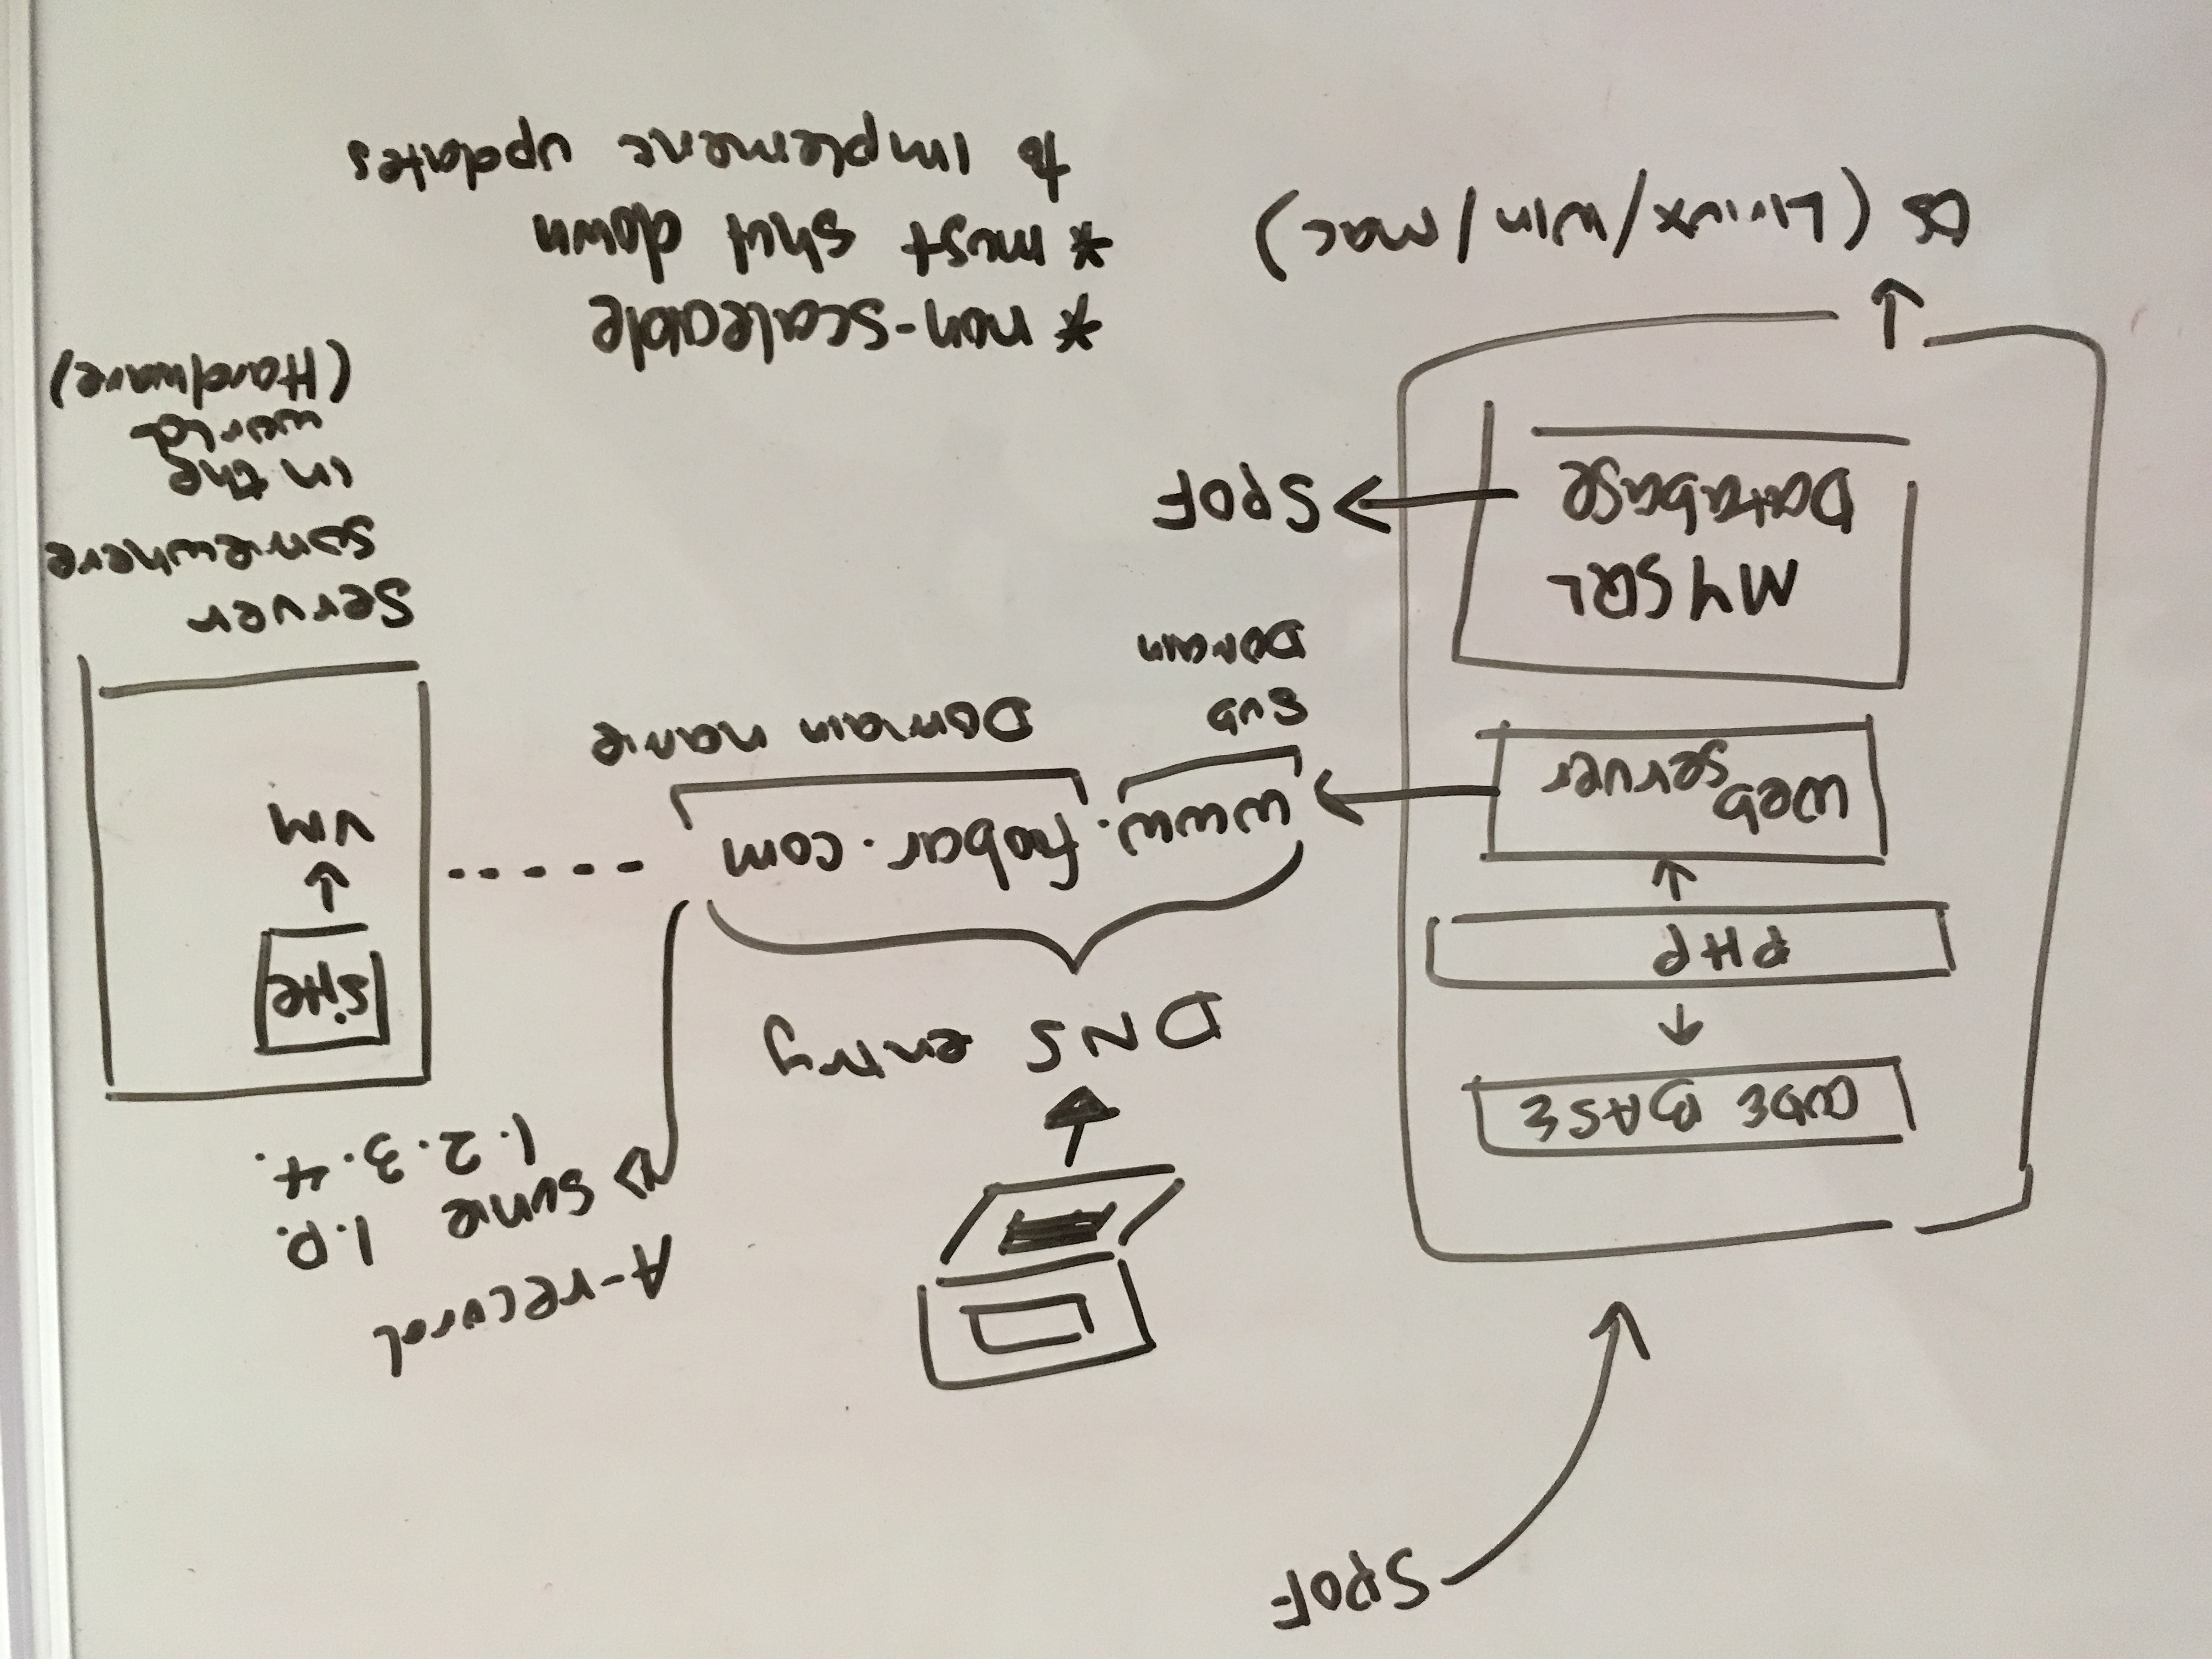 SPOF
CODE BASE
PHP
Web
server
MYSQL
Database
SPOF
OS (Linux/Win/mac)
DNS entry
www.foobar.com
Sub
Domain
Domain name
A-record
some I.P.
1.2.3.4.
Site
VM
Server
somewhere
in the
world
(Hardware)
* non-scaleable
* must shut down
to implement updates